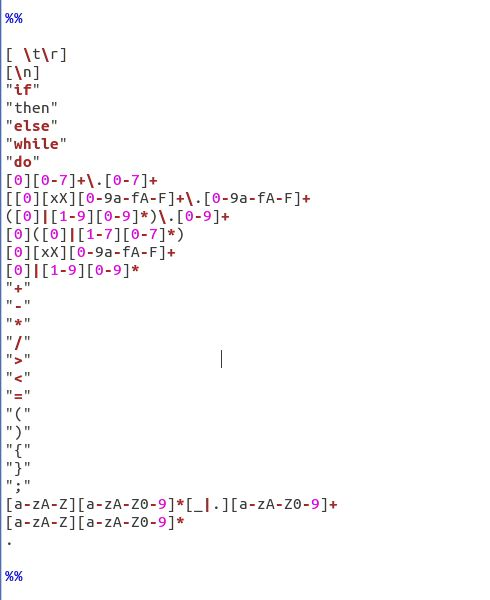 %%
[ \t\r]
[\n]
"if"
"then"
"else"
"while"
"do"
[0][0-7]+\.[0-7]+
[[0][xX][0-9a-fA-F]+\.[0-9a-fA-F]+
([0]|[1-9][0-9]*)\.[0-9]+
[0]([0]|[1-7][0-7]*)
[0][xX][0-9a-fA-F]+
[0]|[1-9][0-9]*
"+"
"-"
"*"
"/"
">"
"<"
"="
"("
")"
"{"
"}"
";"
[a-zA-Z][a-zA-Z0-9]*[_|.][a-zA-Z0-9]+
[a-zA-Z][a-zA-Z0-9]*
.
%%